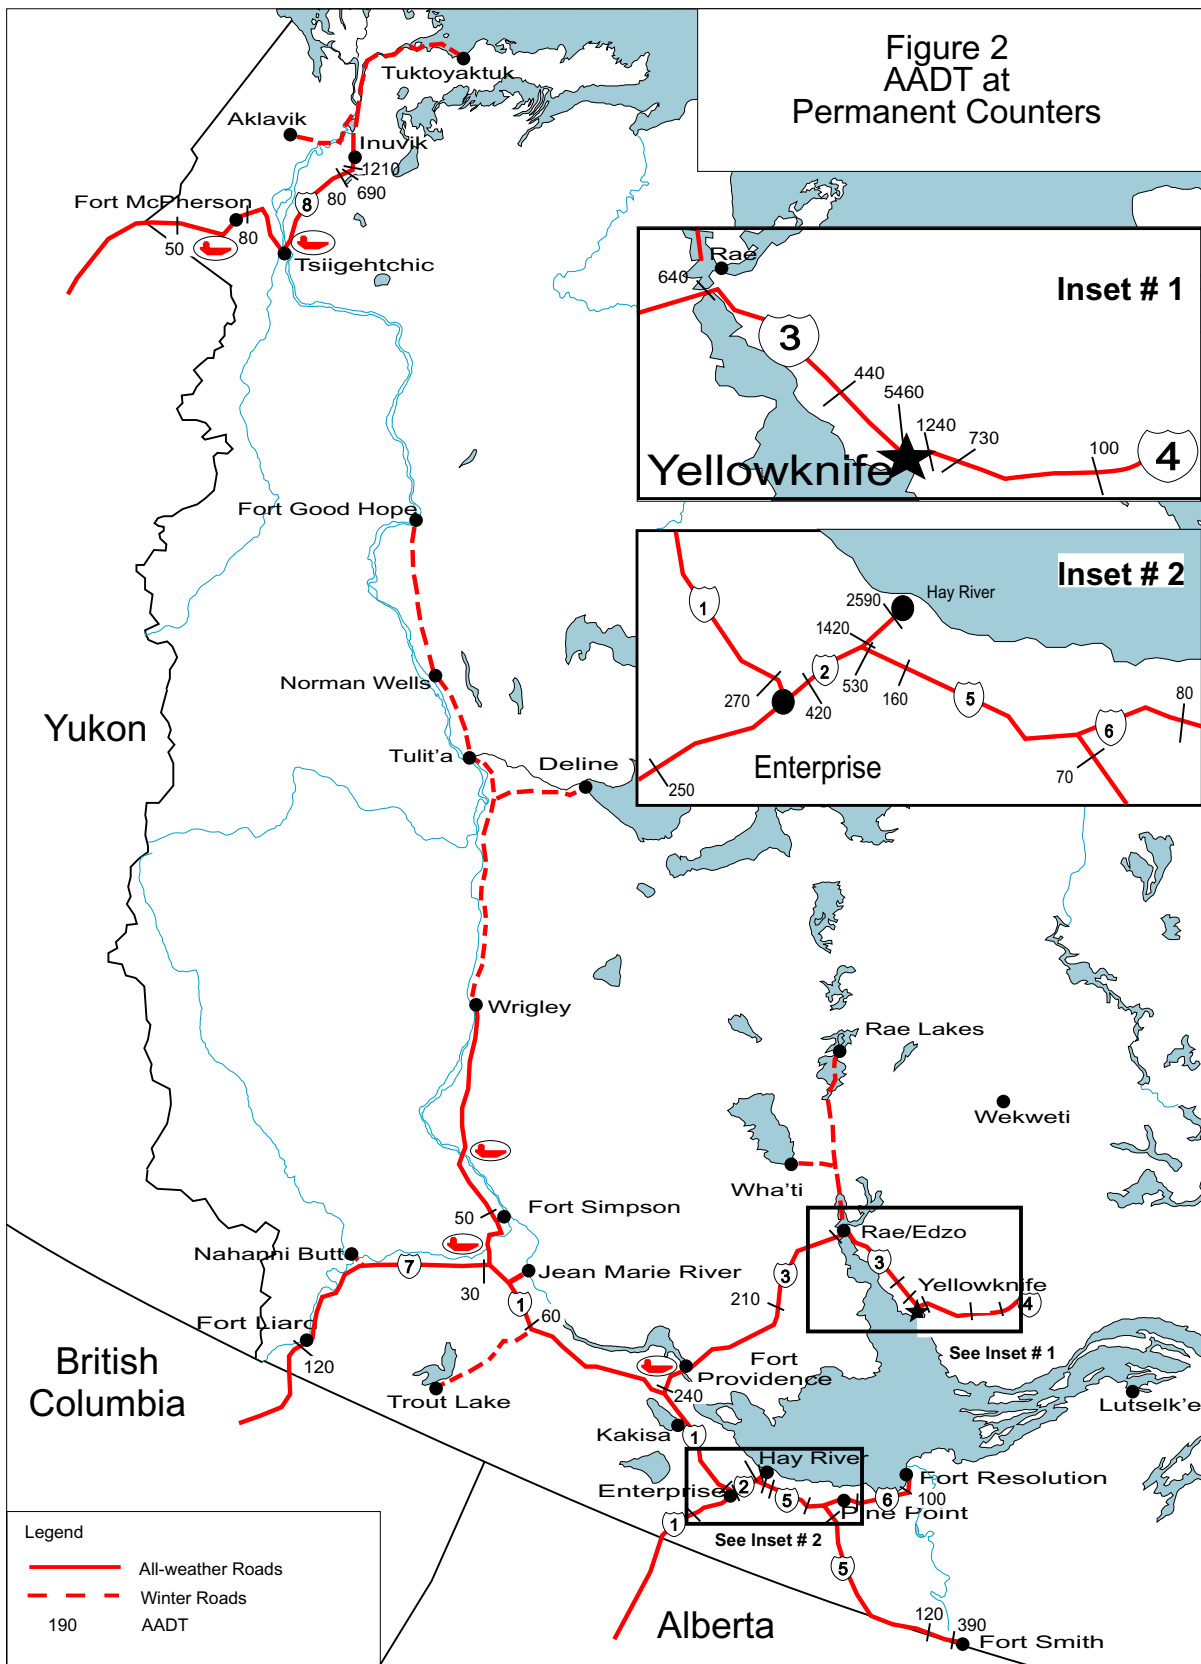 Figure 2
AADT at
Permanent Counters
Tuktoyaktuk
Aklavik
Inuvik
1210
690
80
8
Fort McPherson
50
80
Tsiigehtchic
Inset # 1
Rae
640
3
440
5460
1240
730
100
4
Yellowknife
Fort Good Hope
Inset # 2
Hay River
2590
1
1420
2
530
160
270
420
5
6
80
70
250
Enterprise
Norman Wells
Yukon
Tulit'a
Deline
Wrigley
Rae Lakes
Wekweti
Wha'ti
Fort Simpson
50
Rae/Edzo
Nahanni Butt
7
30
Jean Marie River
3
3
Yellowknife
4
1
60
210
Fort Liard
120
See Inset # 1
British
Columbia
Trout Lake
Fort
Providence
240
Lutselk'e
Kakisa
1
Hay River
Fort Resolution
Enterprise
2
5
6
100
Pine Point
1
See Inset # 2
5
Legend
All-weather Roads
Winter Roads
190 AADT
Alberta
120
390
Fort Smith